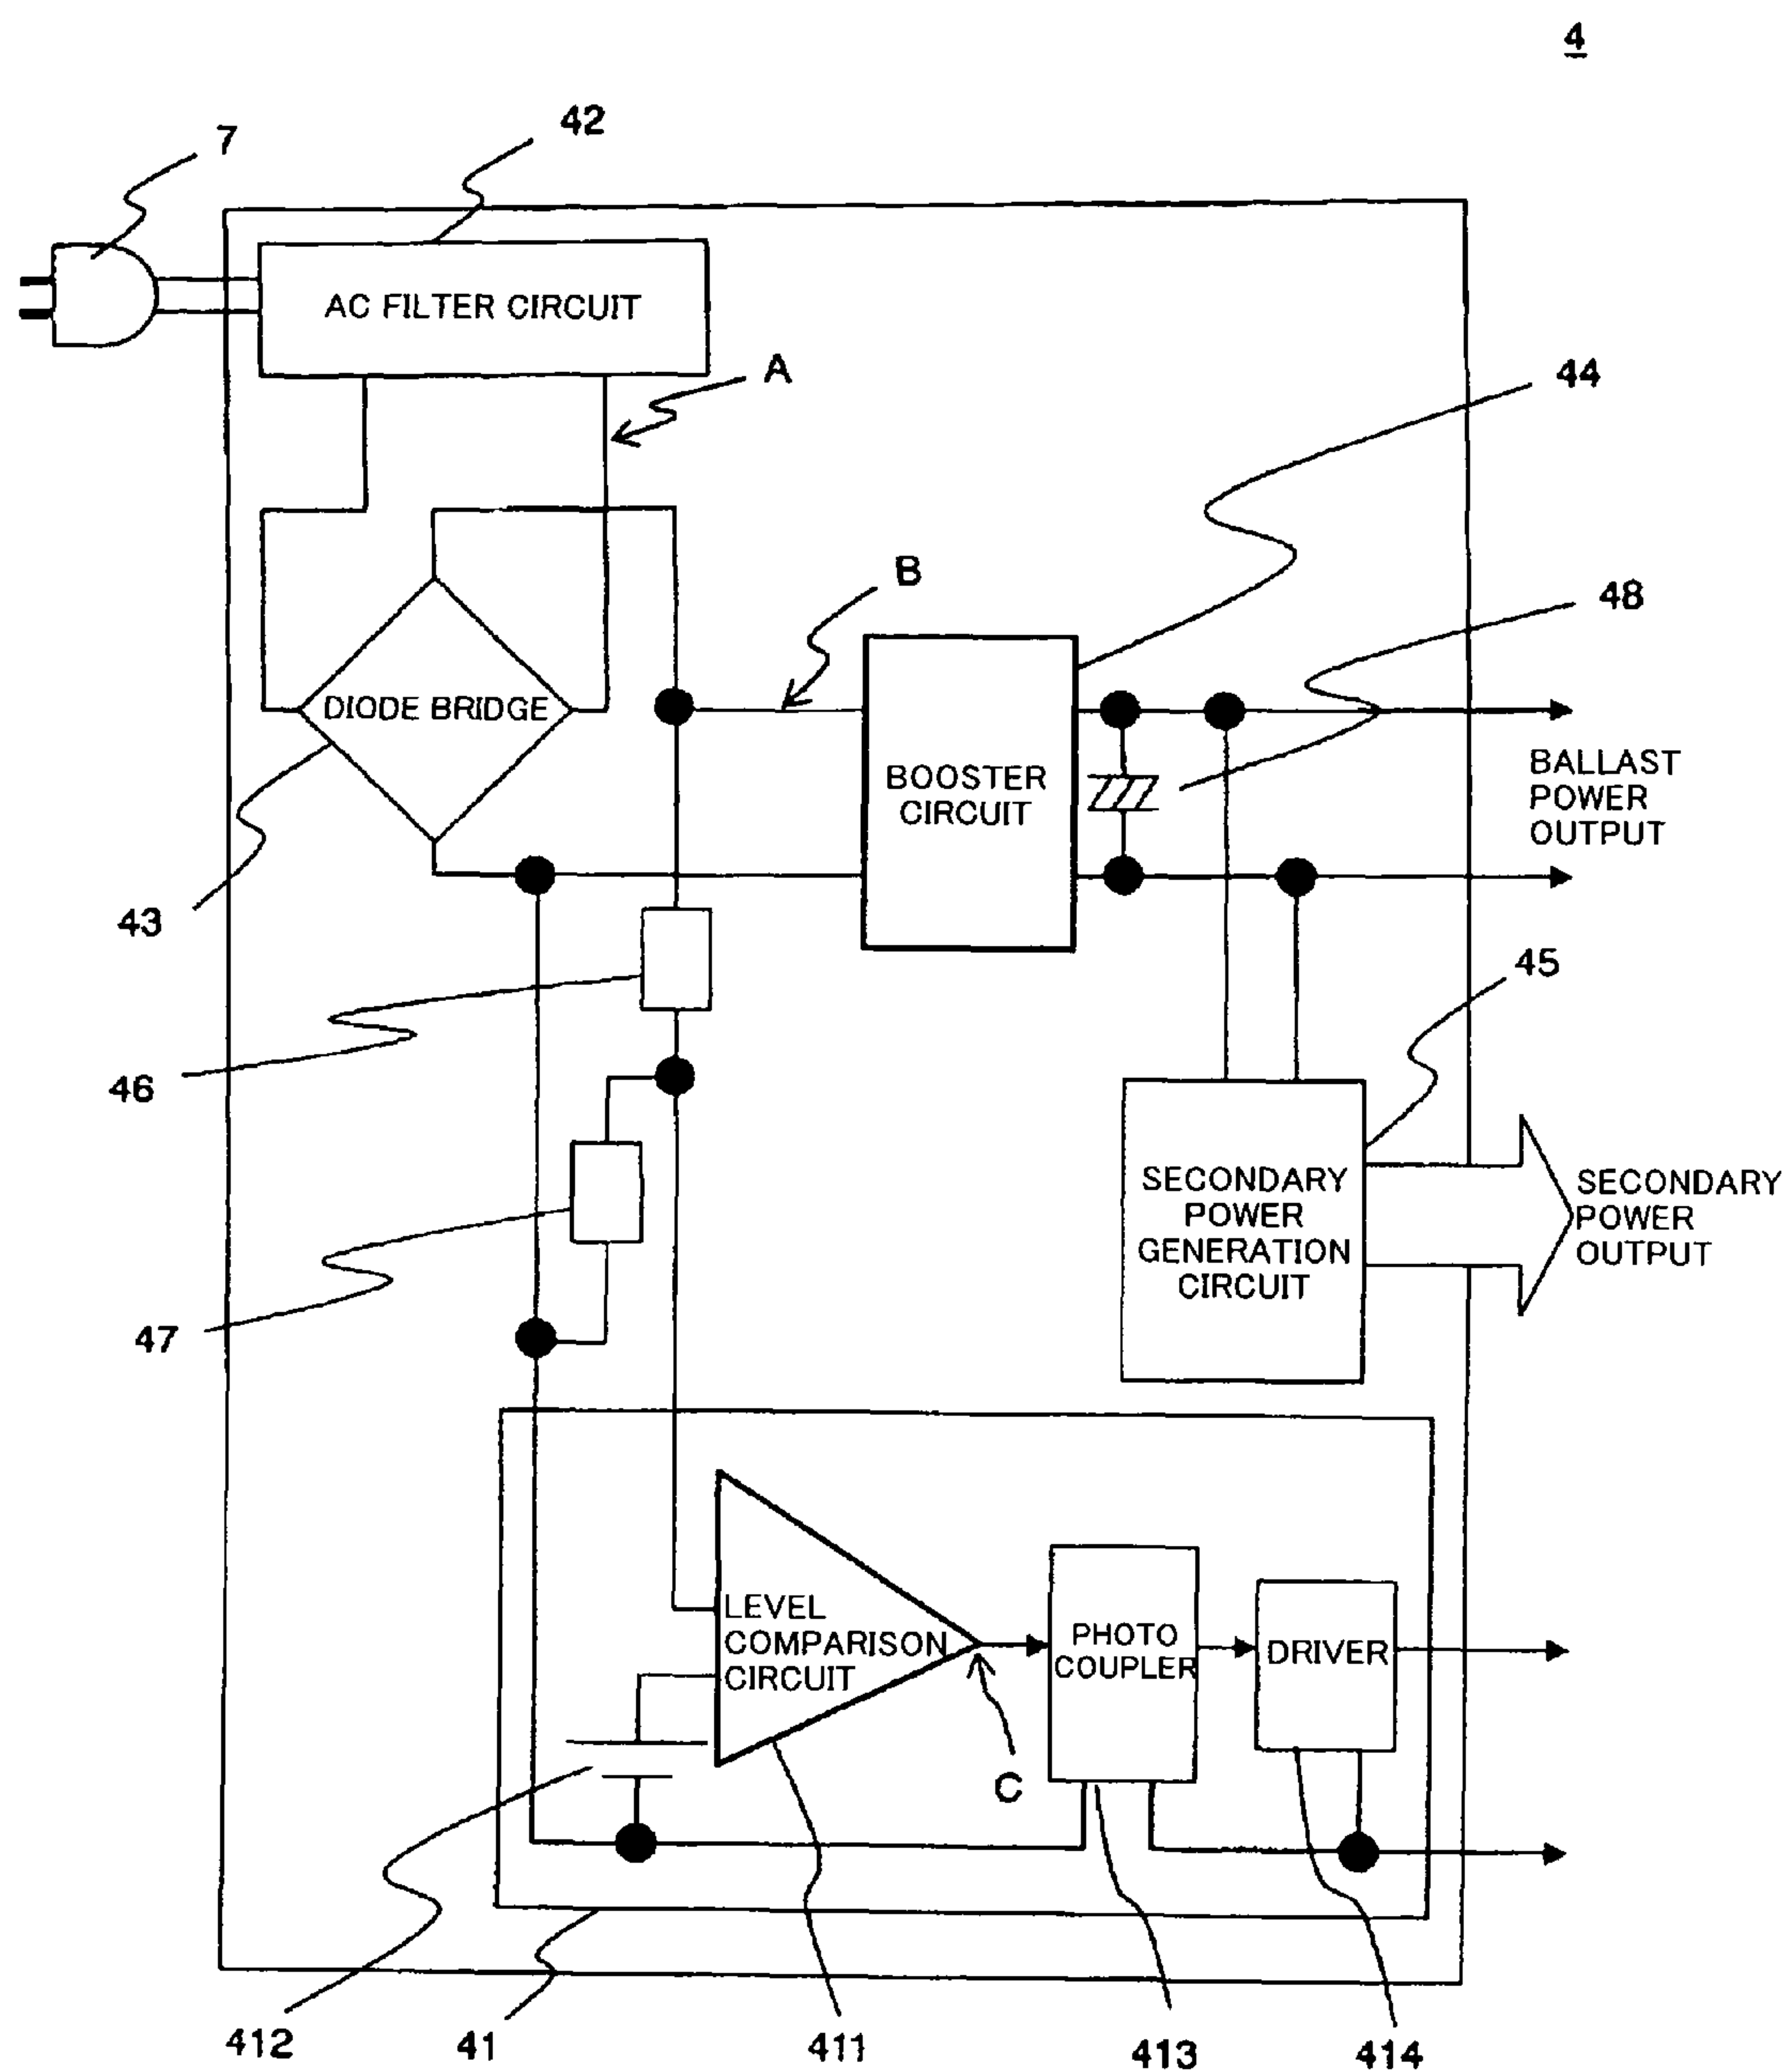 4
7
42
AC FILTER CIRCUIT
A
44
B
48
DIODE BRIDGE
BOOSTER
CIRCUIT
BALLAST
POWER
OUTPUT
43
45
46
SECONDARY
POWER
GENERATION
CIRCUIT
SECONDARY
POWER
OUTPUT
47
LEVEL
COMPARISON
CIRCUIT
PHOTO
COUPLER
DRIVER
C
412
41
411
413
414